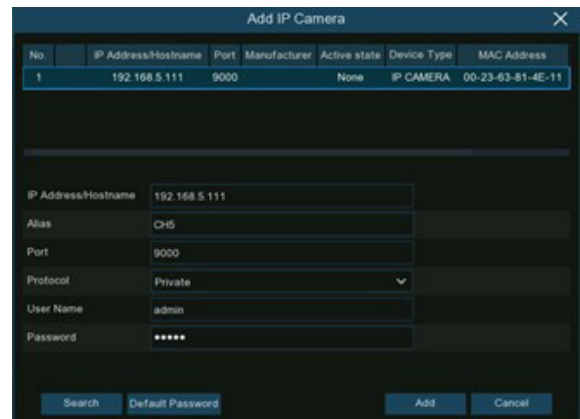 Add IP Camera
No. IP Address/Hostname Port Manufacturer Active state Device Type MAC Address
1 192.168.5.111 9000 None IP CAMERA 00-23-63-81-4E-11
IP Address/Hostname 192.168.5.111
Alias CH5
Port 9000
Protocol Private
User Name admin
Password •••••
Search Default Password Add Cancel